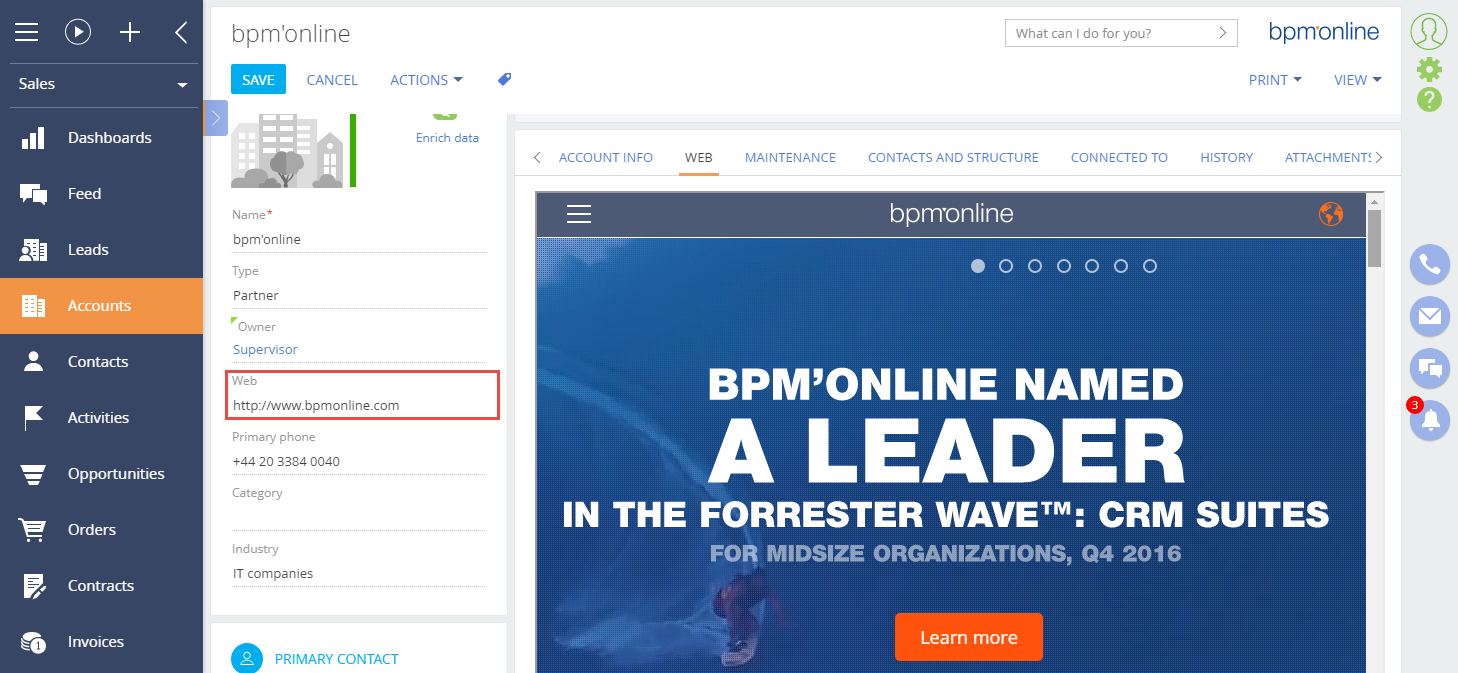 Sales
Dashboards
Feed
Leads
Accounts
Contacts
Activities
Opportunities
Orders
Contracts
1
Invoices
bpm'online
What can I do for you?
bpm'online
SAVE
CANCEL
ACTIONS
PRINT
VIEW
?
Enrich data
Name*
bpm'online
Type
Partner
Owner
Supervisor
Web
http://www.bpmonline.com
Primary phone
+44 20 3384 0040
Category
Industry
IT companies
PRIMARY CONTACT
ACCOUNT INFO
WEB
MAINTENANCE
CONTACTS AND STRUCTURE
CONNECTED TO
HISTORY
ATTACHMENTS
bpm'online
BPM’ONLINE NAMED
A LEADER
IN THE FORRESTER WAVE™: CRM SUITES
FOR MIDSIZE ORGANIZATIONS, Q4 2016
Learn more
3